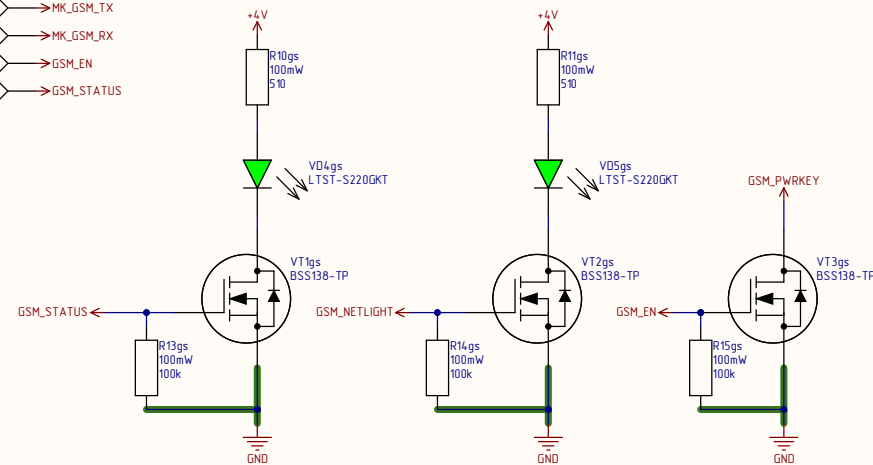 MK_GSM_TX
MK_GSM_RX
GSM_EN
GSM_STATUS
+4V
R10gs
100mW
510
VD4gs
LTST-S220GKT
VT1gs
BSS138-TP
GSM_STATUS
R13gs
100mW
100k
GND
+4V
R11gs
100mW
510
VD5gs
LTST-S220GKT
VT2gs
BSS138-TP
GSM_NETLIGHT
R14gs
100mW
100k
GND
GSM_PWRKEY
VT3gs
BSS138-TP
GSM_EN
R15gs
100mW
100k
GND